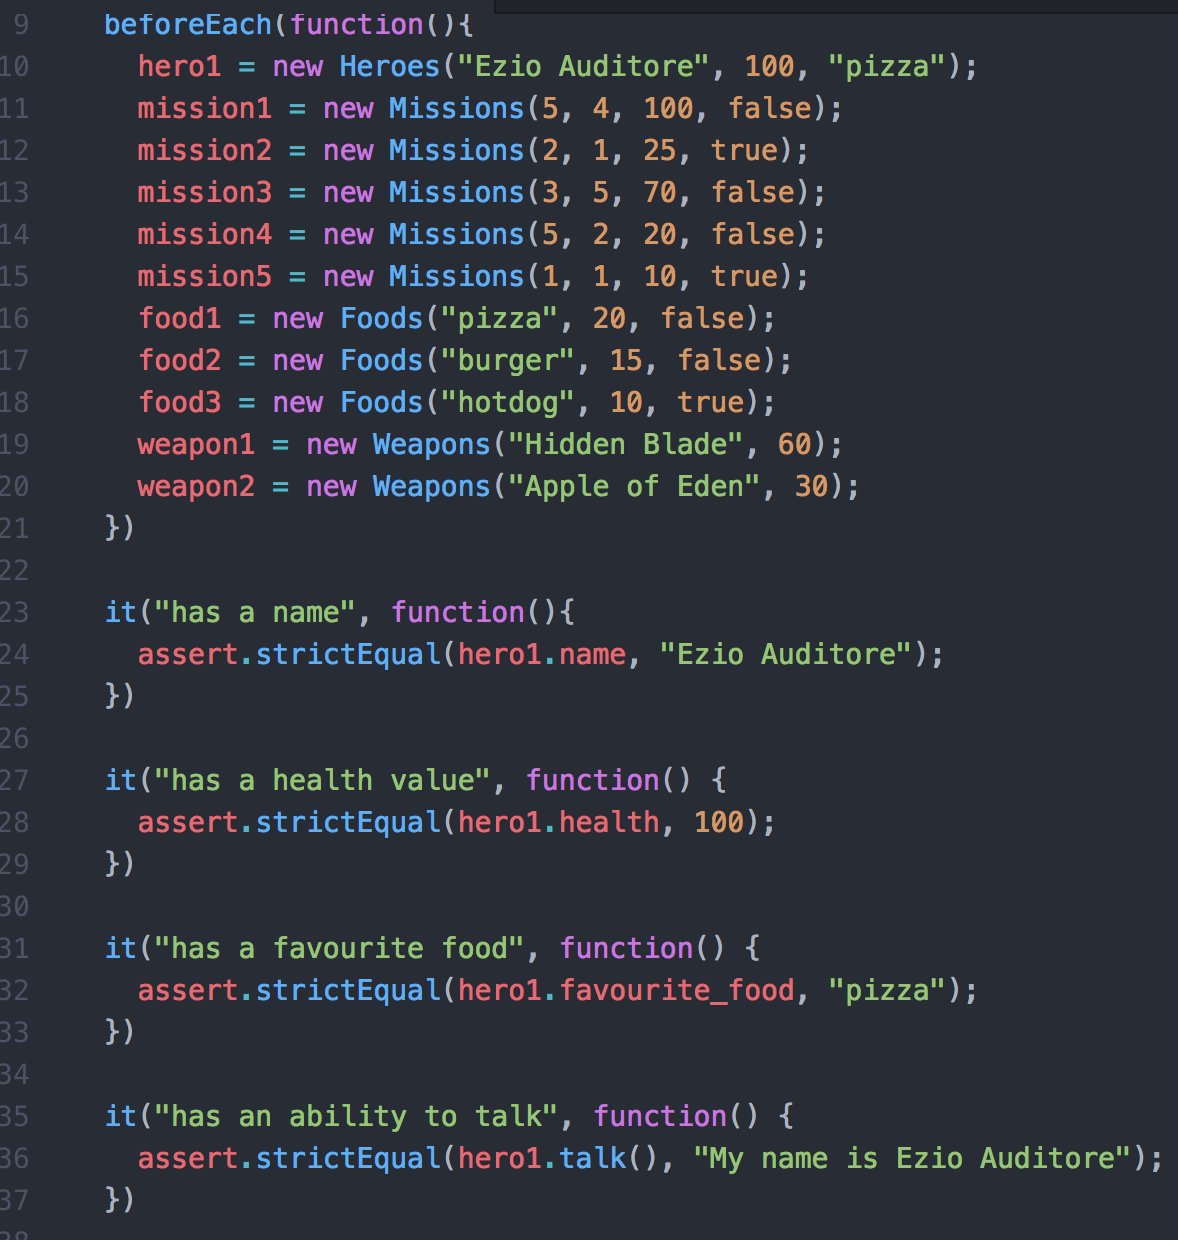 9 beforeEach(function(){
10 hero1 = new Heroes("Ezio Auditore", 100, "pizza");
11 mission1 = new Missions(5, 4, 100, false);
12 mission2 = new Missions(2, 1, 25, true);
13 mission3 = new Missions(3, 5, 70, false);
14 mission4 = new Missions(5, 2, 20, false);
15 mission5 = new Missions(1, 1, 10, true);
16 food1 = new Foods("pizza", 20, false);
17 food2 = new Foods("burger", 15, false);
18 food3 = new Foods("hotdog", 10, true);
19 weapon1 = new Weapons("Hidden Blade", 60);
20 weapon2 = new Weapons("Apple of Eden", 30);
21 })
22
23 it("has a name", function(){
24 assert.strictEqual(hero1.name, "Ezio Auditore");
25 })
26
27 it("has a health value", function() {
28 assert.strictEqual(hero1.health, 100);
29 })
30
31 it("has a favourite food", function() {
32 assert.strictEqual(hero1.favourite_food, "pizza");
33 })
34
35 it("has an ability to talk", function() {
36 assert.strictEqual(hero1.talk(), "My name is Ezio Auditore");
37 })
38